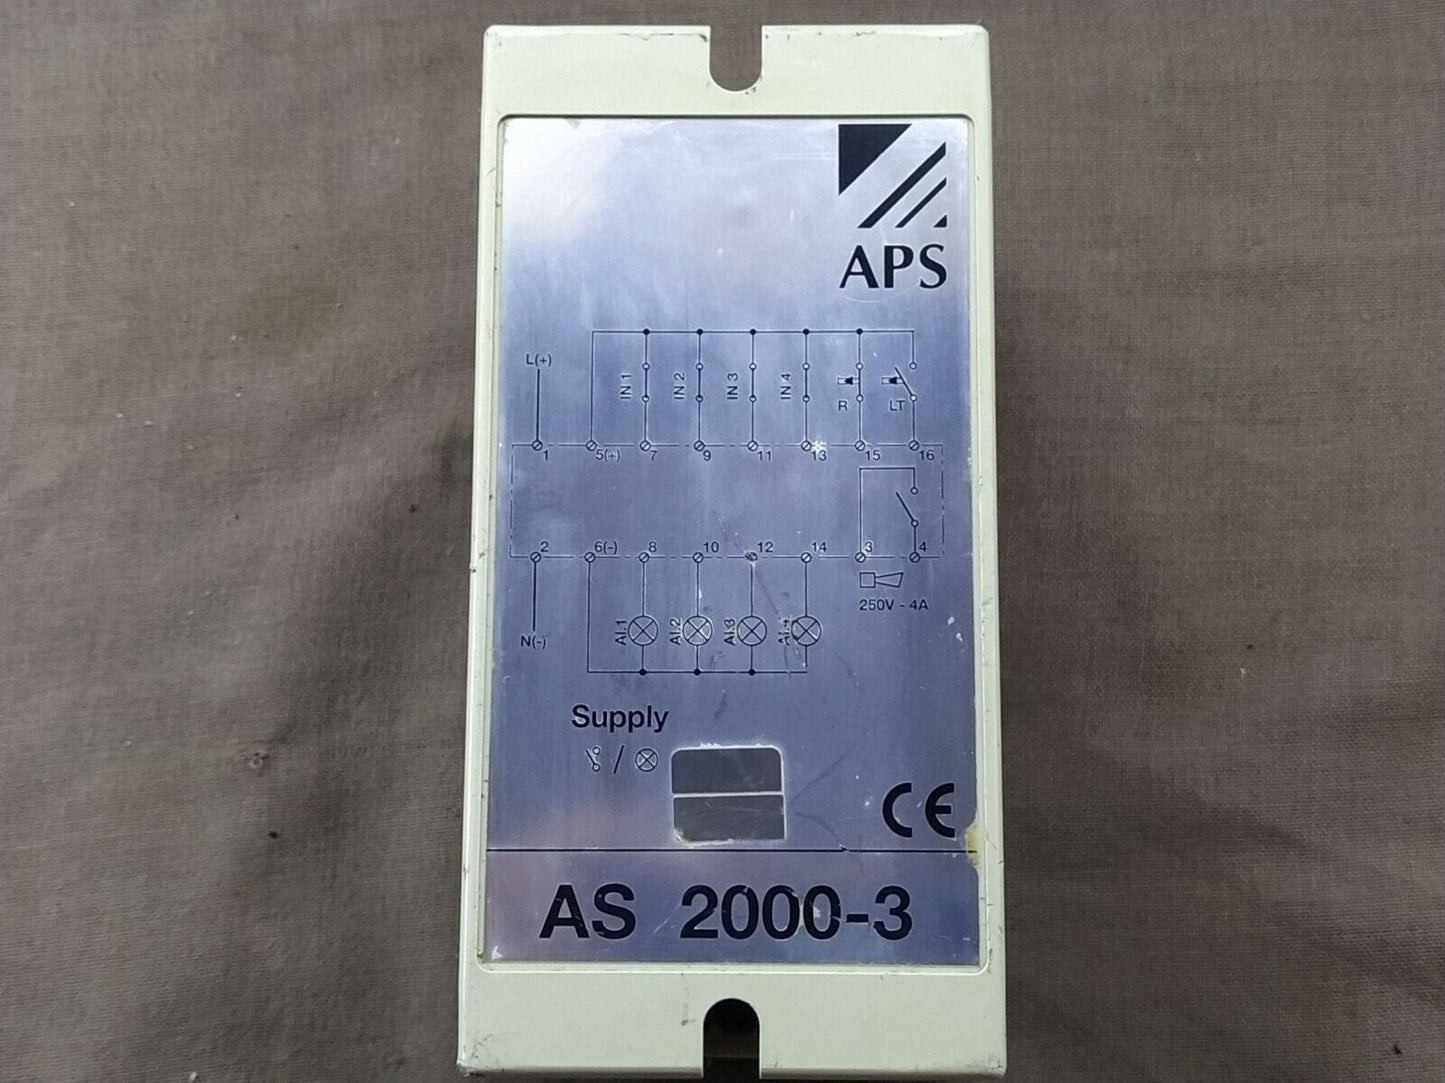 APS
L(+)
IN 1 IN 2 IN 3 IN 4 R LT
1 5(+) 7 9 11 13 15 16
2 6(-) 8 10 12 14 3 4
250V - 4A
N(-) AL1 AL2 AL3 AL4
Supply
/
CE
AS 2000-3